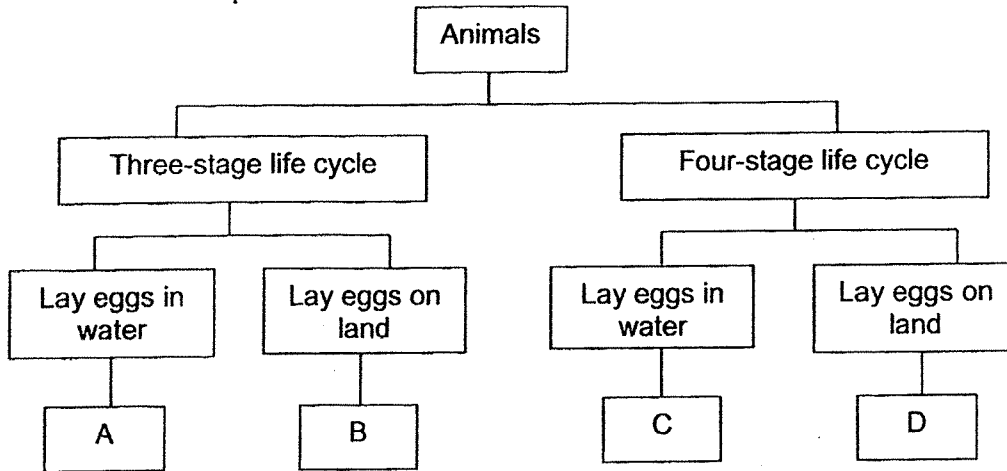 Animals
Three-stage life cycle
Four-stage life cycle
Lay eggs in
water
Lay eggs on
land
Lay eggs in
water
Lay eggs on
land
A
B
C
D